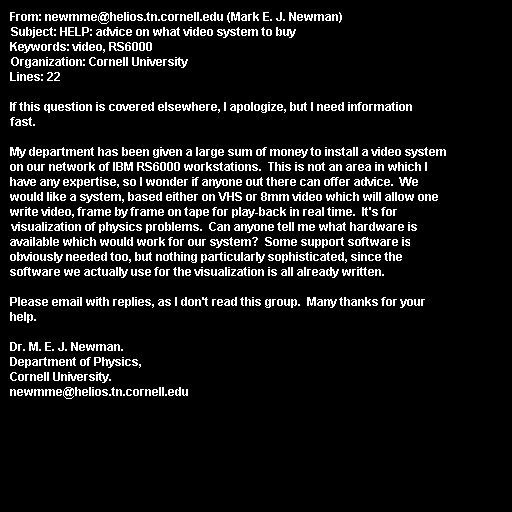 From: newmme@helios.tn.cornell.edu (Mark E. J. Newman)
Subject: HELP: advice on what video system to buy
Keywords: video, RS6000
Organization: Cornell University
Lines: 22

If this question is covered elsewhere, I apologize, but I need information
fast.

My department has been given a large sum of money to install a video system
on our network of IBM RS6000 workstations.  This is not an area in which I
have any expertise, so I wonder if anyone out there can offer advice.  We
would like a system, based either on VHS or 8mm video which will allow one
write video, frame by frame on tape for play-back in real time.  It's for
visualization of physics problems.  Can anyone tell me what hardware is
available which would work for our system?  Some support software is
obviously needed too, but nothing particularly sophisticated, since the
software we actually use for the visualization is all already written.

Please email with replies, as I don't read this group.  Many thanks for your
help.

Dr. M. E. J. Newman.
Department of Physics,
Cornell University.
newmme@helios.tn.cornell.edu